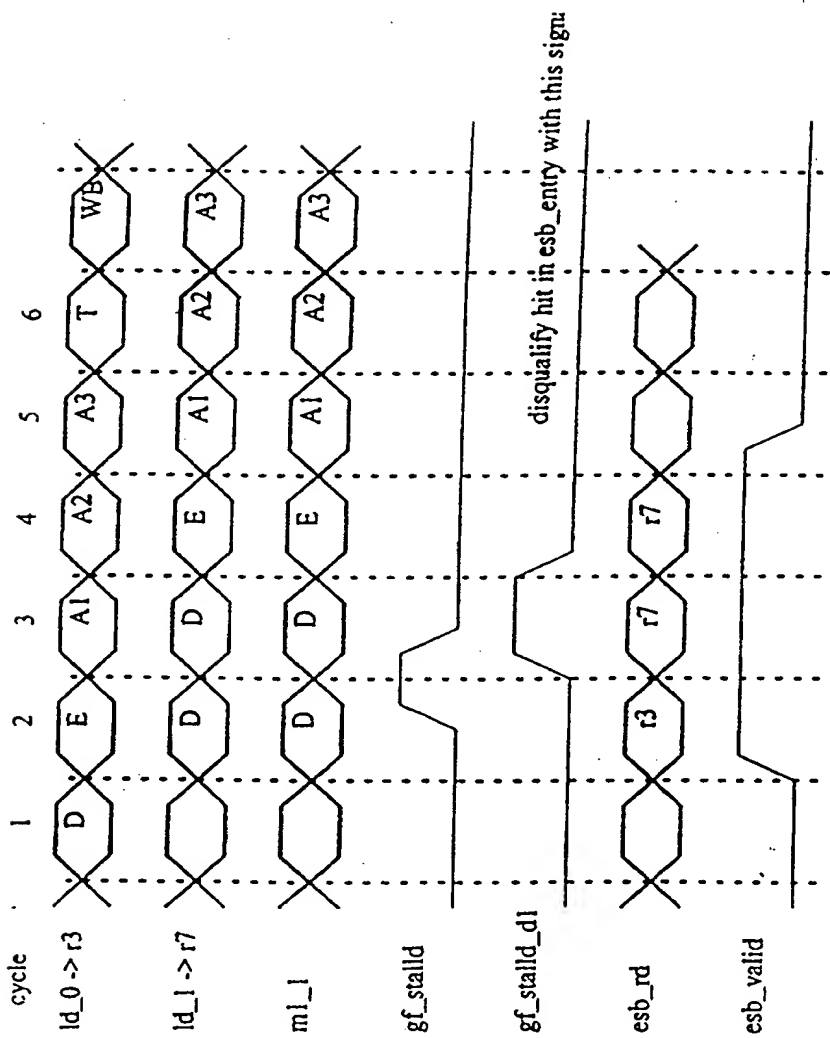 cycle 1 2 3 4 5 6
ld_0 -> r3 D E A1 A2 A3 T WB
ld_1 -> r7 D D E A1 A2 A3
ml_1 D D E A1 A2 A3
gf_stalld
gf_stalld_d1
disqualify hit in esb_entry with this signa
esb_rd r3 r7 r7
esb_valid